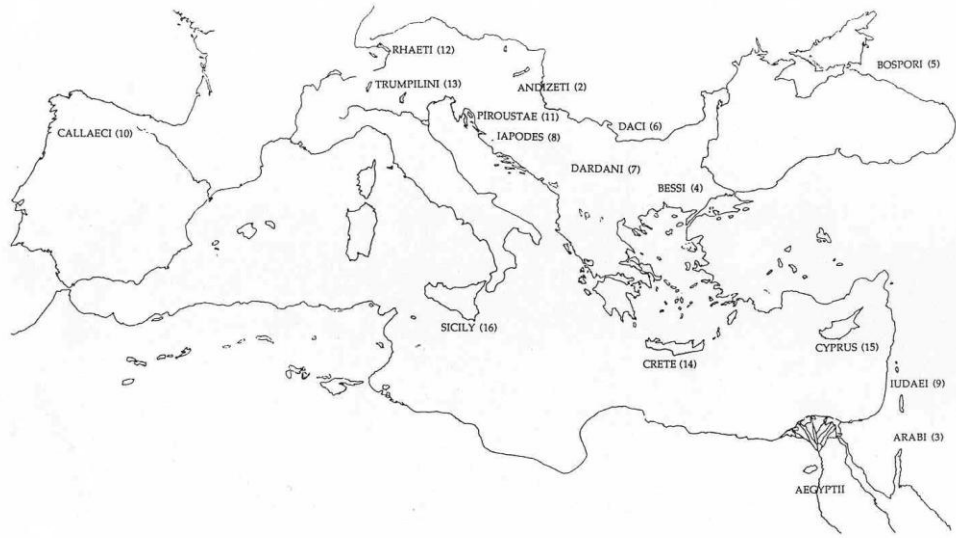 RHAETI (12)
BOSPORI (5)
TRUMPILINI (13)
ANDIZETI (2)
PIROUSTAE (11)
DACI (6)
CALLAECI (10)
IAPODES (8)
DARDANI (7)
BESSI (4)
SICILY (16)
CYPRUS (15)
CRETE (14)
IUDAEI (9)
ARABI (3)
AEGYPTII